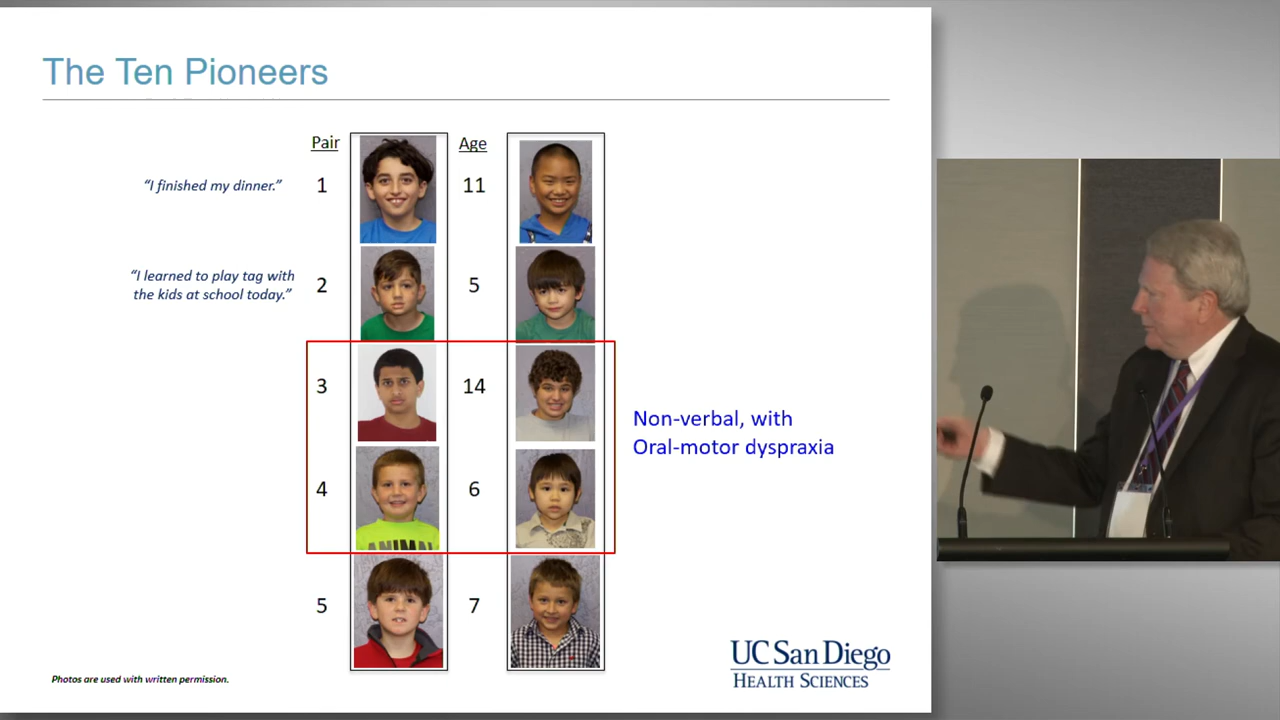 The Ten Pioneers
Pair
Age
“I finished my dinner.”
1
11
“I learned to play tag with
the kids at school today.”
2
5
3
14
Non-verbal, with
Oral-motor dyspraxia
4
6
5
7
UC San Diego
HEALTH SCIENCES
Photos are used with written permission.